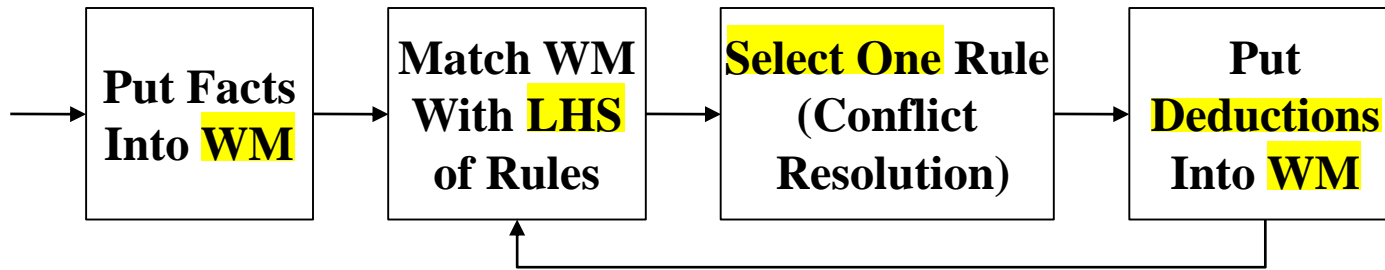 Put Facts
Into WM
Match WM
With LHS
of Rules
Select One Rule
(Conflict
Resolution)
Put
Deductions
Into WM